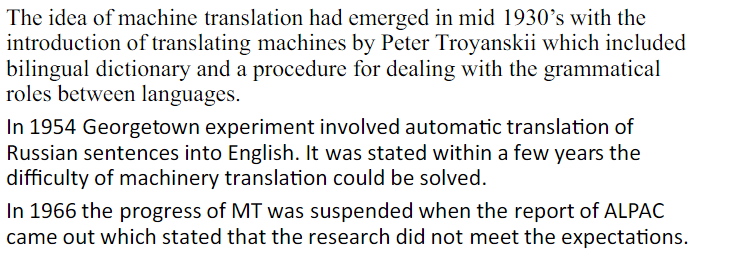 The idea of machine translation had emerged in mid 1930’s with the
introduction of translating machines by Peter Troyanskii which included
bilingual dictionary and a procedure for dealing with the grammatical
roles between languages.
In 1954 Georgetown experiment involved automatic translation of
Russian sentences into English. It was stated within a few years the
difficulty of machinery translation could be solved.
In 1966 the progress of MT was suspended when the report of ALPAC
came out which stated that the research did not meet the expectations.